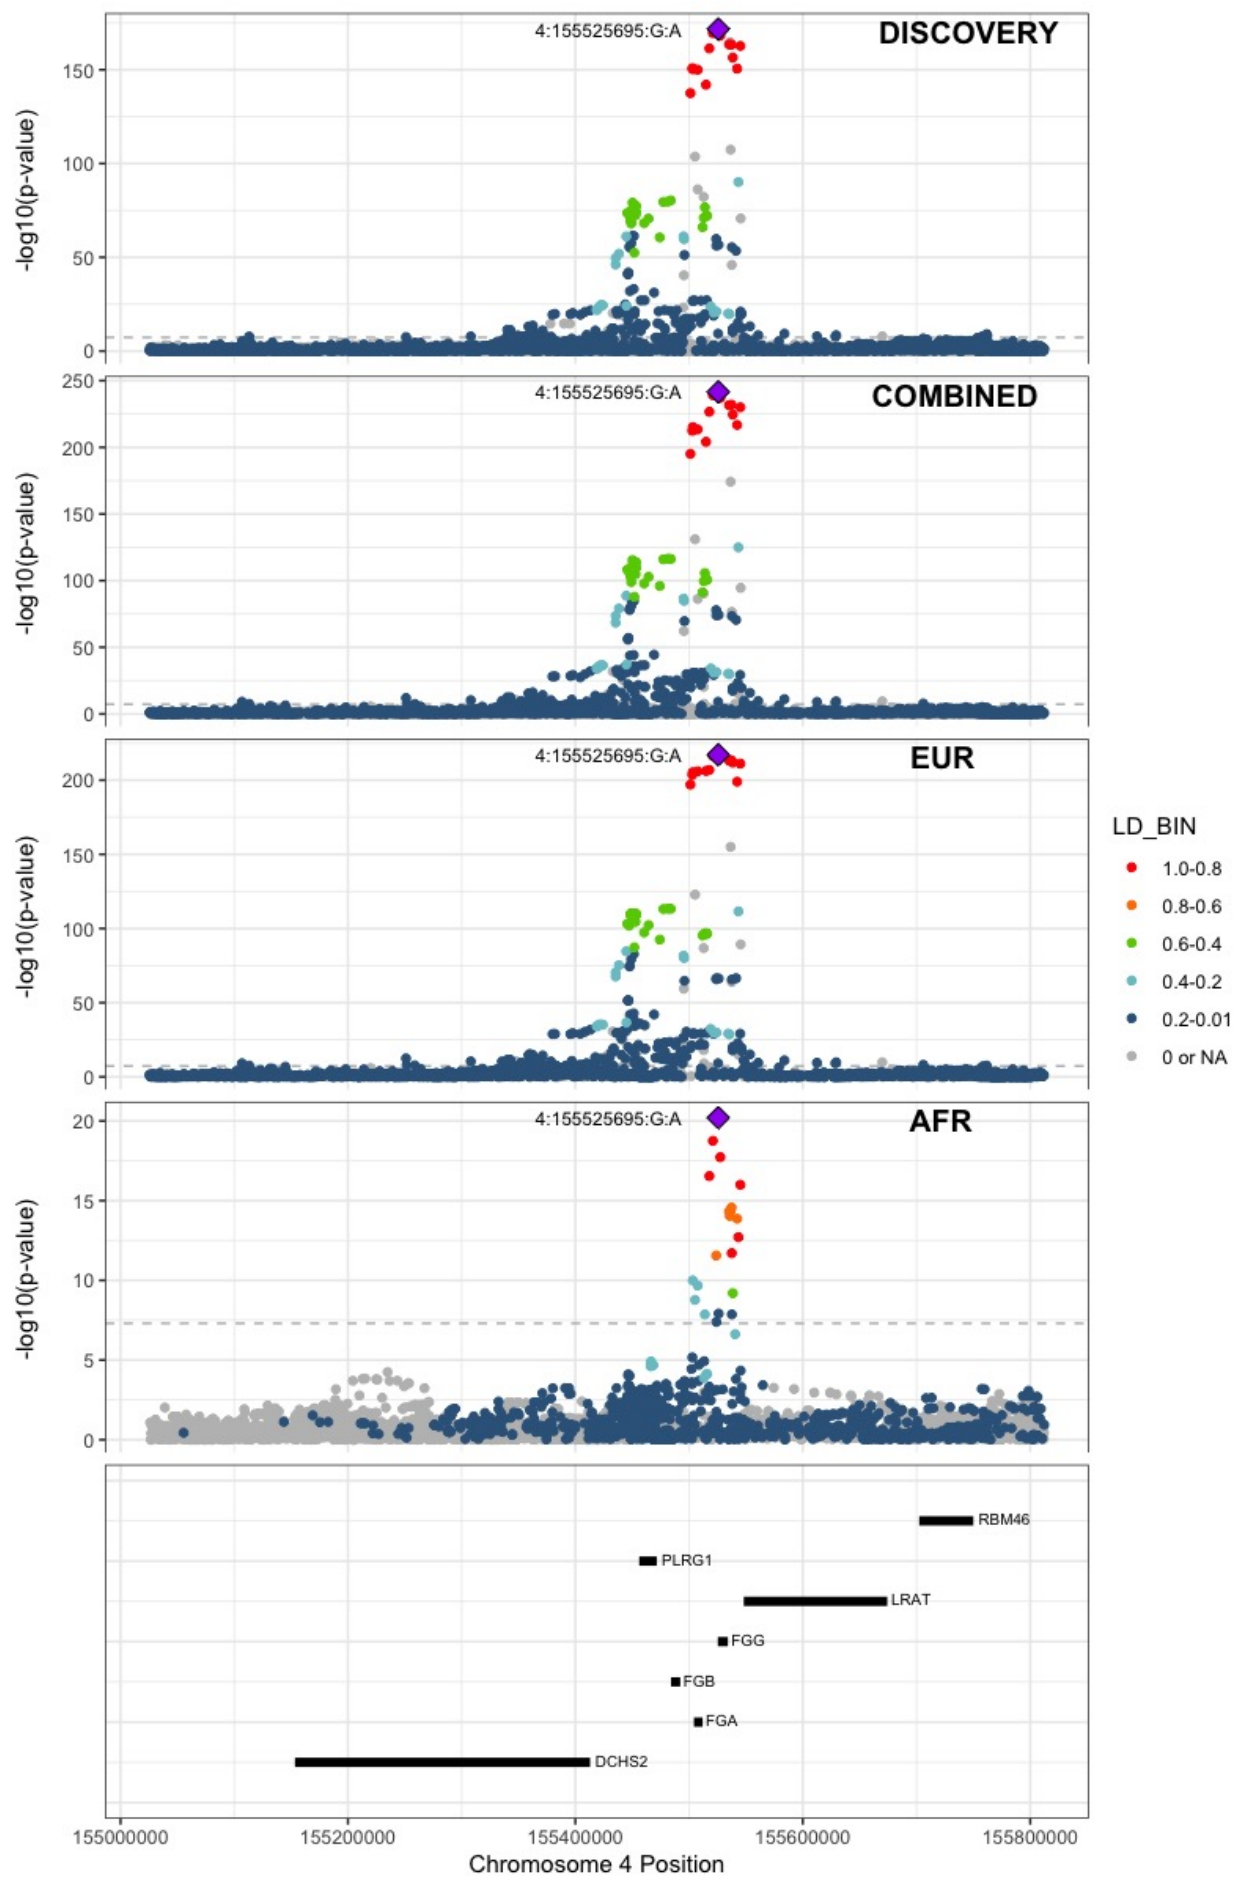 4:155525695:G:A
DISCOVERY
-log10(p-value)
150
100
50
0
4:155525695:G:A
COMBINED
-log10(p-value)
250
200
150
100
50
0
4:155525695:G:A
EUR
-log10(p-value)
200
150
100
50
0
4:155525695:G:A
AFR
-log10(p-value)
20
15
10
5
0
LD_BIN
1.0-0.8
0.8-0.6
0.6-0.4
0.4-0.2
0.2-0.01
0 or NA
RBM46
PLRG1
LRAT
FGG
FGB
FGA
DCHS2
155000000 155200000 155400000 155600000 155800000
Chromosome 4 Position